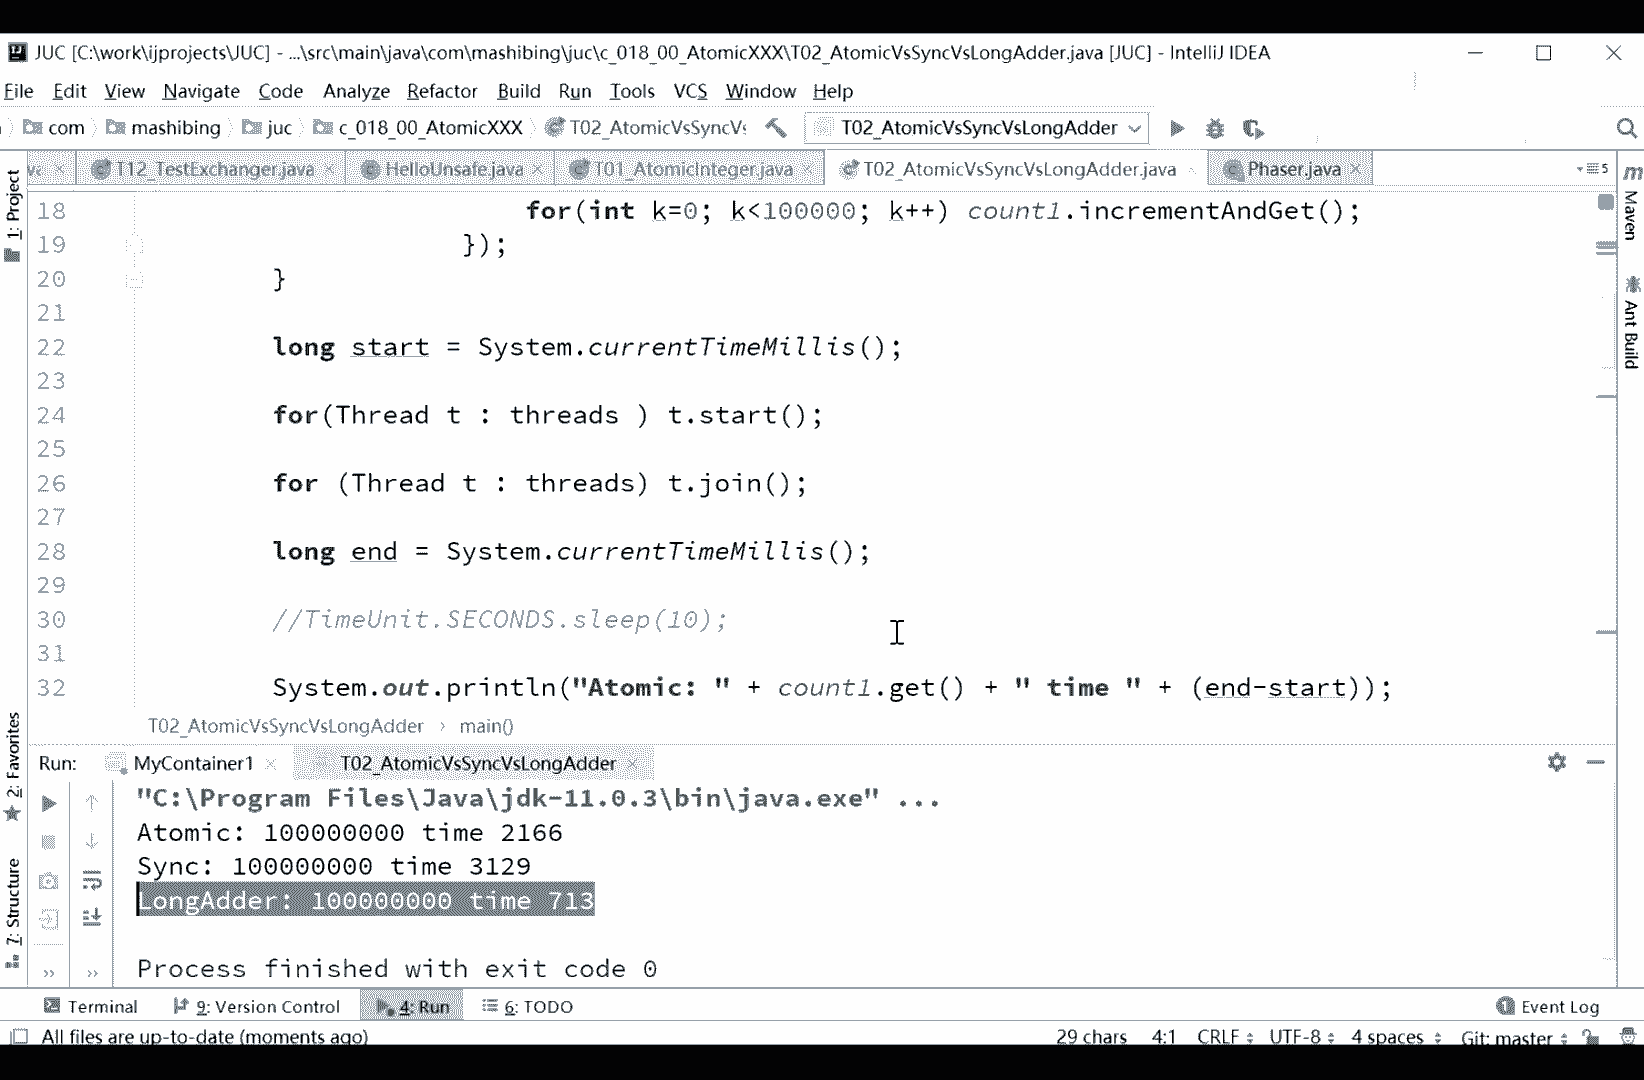 JUC [C:\work\ijprojects\JUC] - ...\src\main\java\com\mashibing\juc\c_018_00_AtomicXXX\T02_AtomicVsSyncVsLongAdder.java [JUC] - IntelliJ IDEA
File Edit View Navigate Code Analyze Refactor Build Run Tools VCS Window Help
com mashibing juc c_018_00_AtomicXXX T02_AtomicVsSyncVs T02_AtomicVsSyncVsLongAdder
T12_TestExchanger.java HelloUnsafe.java T01_AtomicInteger.java T02_AtomicVsSyncVsLongAdder.java Phaser.java 5
1: Project
Maven
Ant Build
18 for(int k=0; k<100000; k++) count1.incrementAndGet();
19 });
20 }
21
22 long start = System.currentTimeMillis();
23
24 for(Thread t : threads ) t.start();
25
26 for (Thread t : threads) t.join();
27
28 long end = System.currentTimeMillis();
29
30 //TimeUnit.SECONDS.sleep(10);
31
32 System.out.println("Atomic: " + count1.get() + " time " + (end-start));
T02_AtomicVsSyncVsLongAdder › main()
2: Favorites
7: Structure
Run: MyContainer1 T02_AtomicVsSyncVsLongAdder
"C:\Program Files\Java\jdk-11.0.3\bin\java.exe" ...
Atomic: 100000000 time 2166
Sync: 100000000 time 3129
LongAdder: 100000000 time 713
Process finished with exit code 0
Terminal 9: Version Control 4: Run 6: TODO 1 Event Log
All files are up-to-date (moments ago) 29 chars 4:1 CRLF UTF-8 4 spaces Git: master